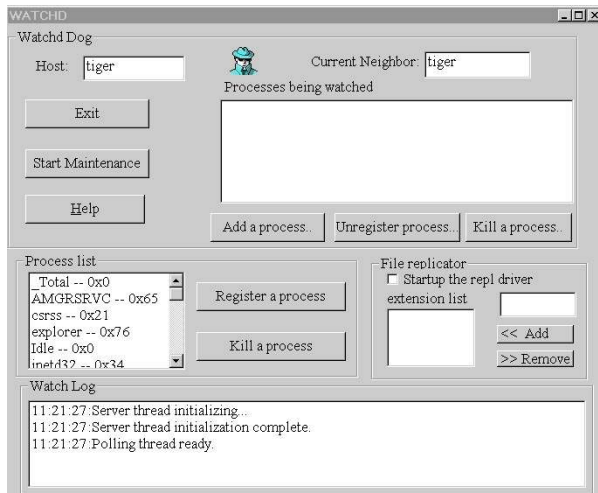 WATCHD
Watchd Dog
Host: tiger
Current Neighbor: tiger
Processes being watched
Exit
Start Maintenance
Help
Add a process..
Unregister process...
Kill a process..
Process list
_Total -- 0x0
AMGRSRVC -- 0x65
csrss -- 0x21
explorer -- 0x76
Idle -- 0x0
inetd32 -- 0x34
Register a process
Kill a process
File replicator
Startup the repl driver
extension list
<< Add
>> Remove
Watch Log
11:21:27:Server thread initializing...
11:21:27:Server thread initialization complete.
11:21:27:Polling thread ready.